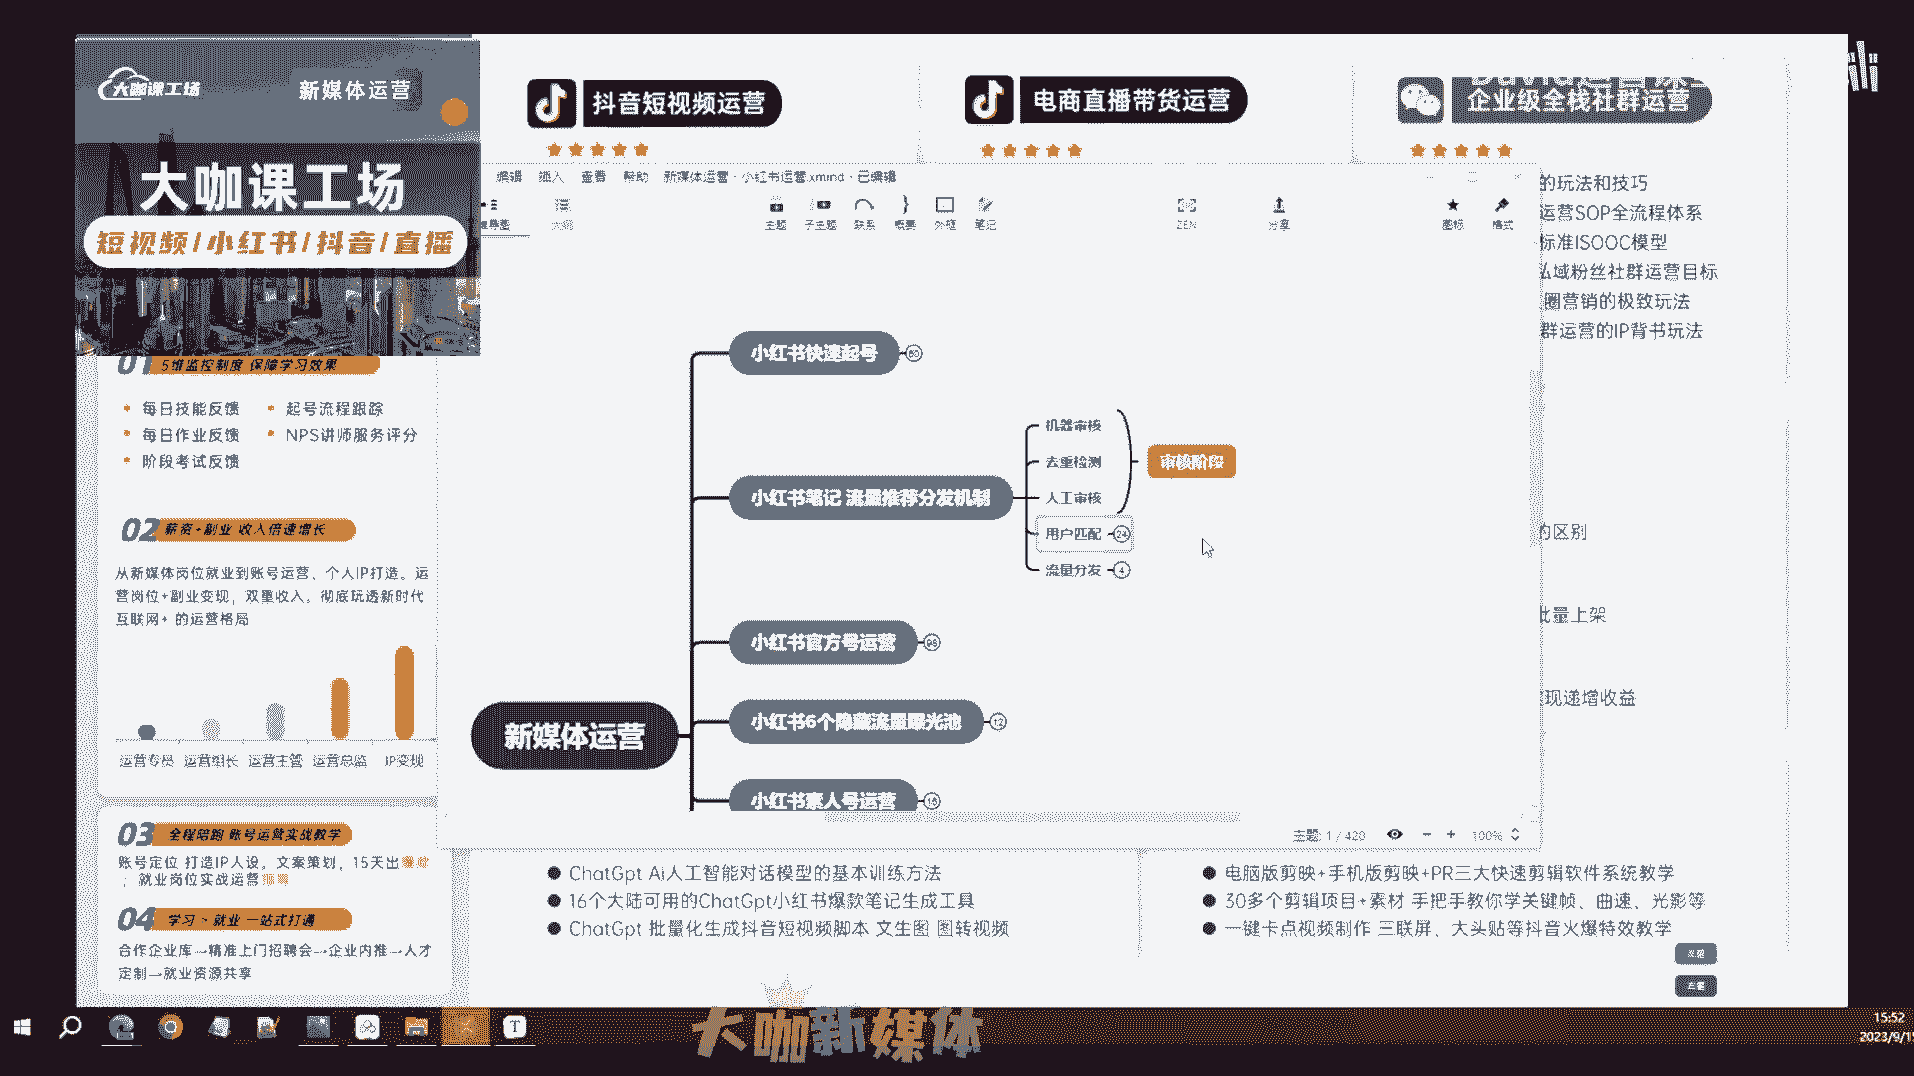 大咖课工场
新媒体运营
大咖课工场
短视频/小红书/抖音/直播
01 5维监控制度 保障学习效果
每日技能反馈
起号流程跟踪
每日作业反馈
NPS讲师服务评分
阶段考试反馈
02 薪资+副业 收入倍速增长
从新媒体岗位就业到账号运营、个人IP打造。运
营岗位+副业变现，双重收入。彻底玩透新时代
互联网+ 的运营格局
运营专员 运营组长 运营主管 运营总监 IP变现
03 全程陪跑 账号运营实战教学
账号定位 打造IP人设，文案策划，15天出
；就业岗位实战运营
04 学习~就业 一站式打通
合作企业库→精准上门招聘会→企业内推→人才
定制→就业资源共享
抖音短视频运营
电商直播带货运营
企业级全栈社群运营
编辑 插入 查看 帮助 新媒体运营 - 小红书运营.xmind - 已编辑
大纲
主题 子主题 联系 概要 外框 笔记
ZEN
分享
图标 格式
小红书快速起号 60
小红书笔记 流量推荐分发机制
机器审核
去重检测
人工审核
审核阶段
用户匹配 24
流量分发 4
小红书官方号运营 96
小红书6个隐藏流量曝光池 12
新媒体运营
小红书素人号运营 16
主题: 1 / 420
100%
的玩法和技巧
运营SOP全流程体系
标准ISOOC模型
私域粉丝社群运营目标
圈营销的极致玩法
群运营的IP背书玩法
的区别
批量上架
现递增收益
ChatGpt Ai人工智能对话模型的基本训练方法
16个大陆可用的ChatGpt小红书爆款笔记生成工具
ChatGpt 批量化生成抖音短视频脚本 文生图 图转视频
电脑版剪映+手机版剪映+PR三大快速剪辑软件系统教学
30多个剪辑项目+素材 手把手教你学关键帧、曲速、光影等
一键卡点视频制作 三联屏、大头贴等抖音火爆特效教学
大咖新媒体
15:52
2023/9/15